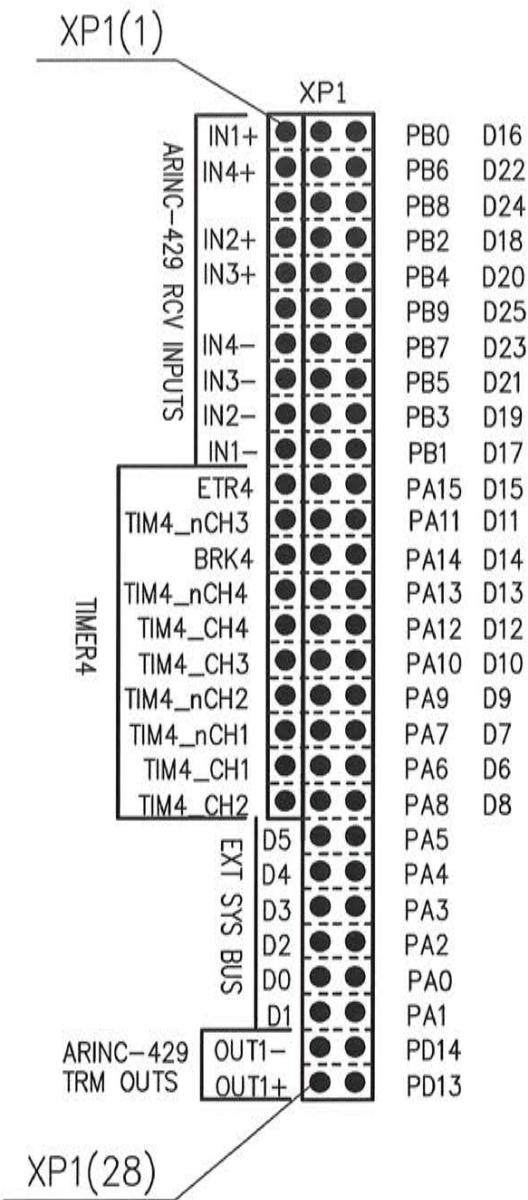 XP1(1)
XP1
ARINC-429 RCV INPUTS
IN1+ PB0 D16
IN4+ PB6 D22
PB8 D24
IN2+ PB2 D18
IN3+ PB4 D20
PB9 D25
IN4- PB7 D23
IN3- PB5 D21
IN2- PB3 D19
IN1- PB1 D17
TIMER4
ETR4 PA15 D15
TIM4_nCH3 PA11 D11
BRK4 PA14 D14
TIM4_nCH4 PA13 D13
TIM4_CH4 PA12 D12
TIM4_CH3 PA10 D10
TIM4_nCH2 PA9 D9
TIM4_nCH1 PA7 D7
TIM4_CH1 PA6 D6
TIM4_CH2 PA8 D8
EXT SYS BUS
D5 PA5
D4 PA4
D3 PA3
D2 PA2
D0 PA0
D1 PA1
ARINC-429
TRM OUTS
OUT1- PD14
OUT1+ PD13
XP1(28)